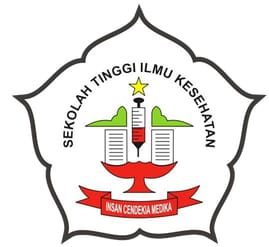 SEKOLAH TINGGI ILMU KESEHATAN
INSAN CENDEKIA MEDIKA